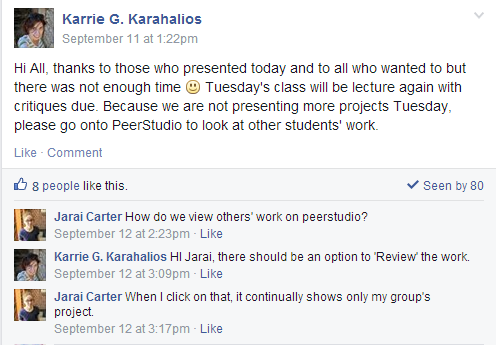 Karrie G. Karahalios
September 11 at 1:22pm
Hi All, thanks to those who presented today and to all who wanted to but
there was not enough time Tuesday's class will be lecture again with
critiques due. Because we are not presenting more projects Tuesday,
please go onto PeerStudio to look at other students' work.
Like · Comment
8 people like this.
Seen by 80
Jarai Carter How do we view others' work on peerstudio?
September 12 at 2:23pm · Like
Karrie G. Karahalios HI Jarai, there should be an option to 'Review' the work.
September 12 at 3:09pm · Like
Jarai Carter When I click on that, it continually shows only my group's
project.
September 12 at 3:17pm · Like